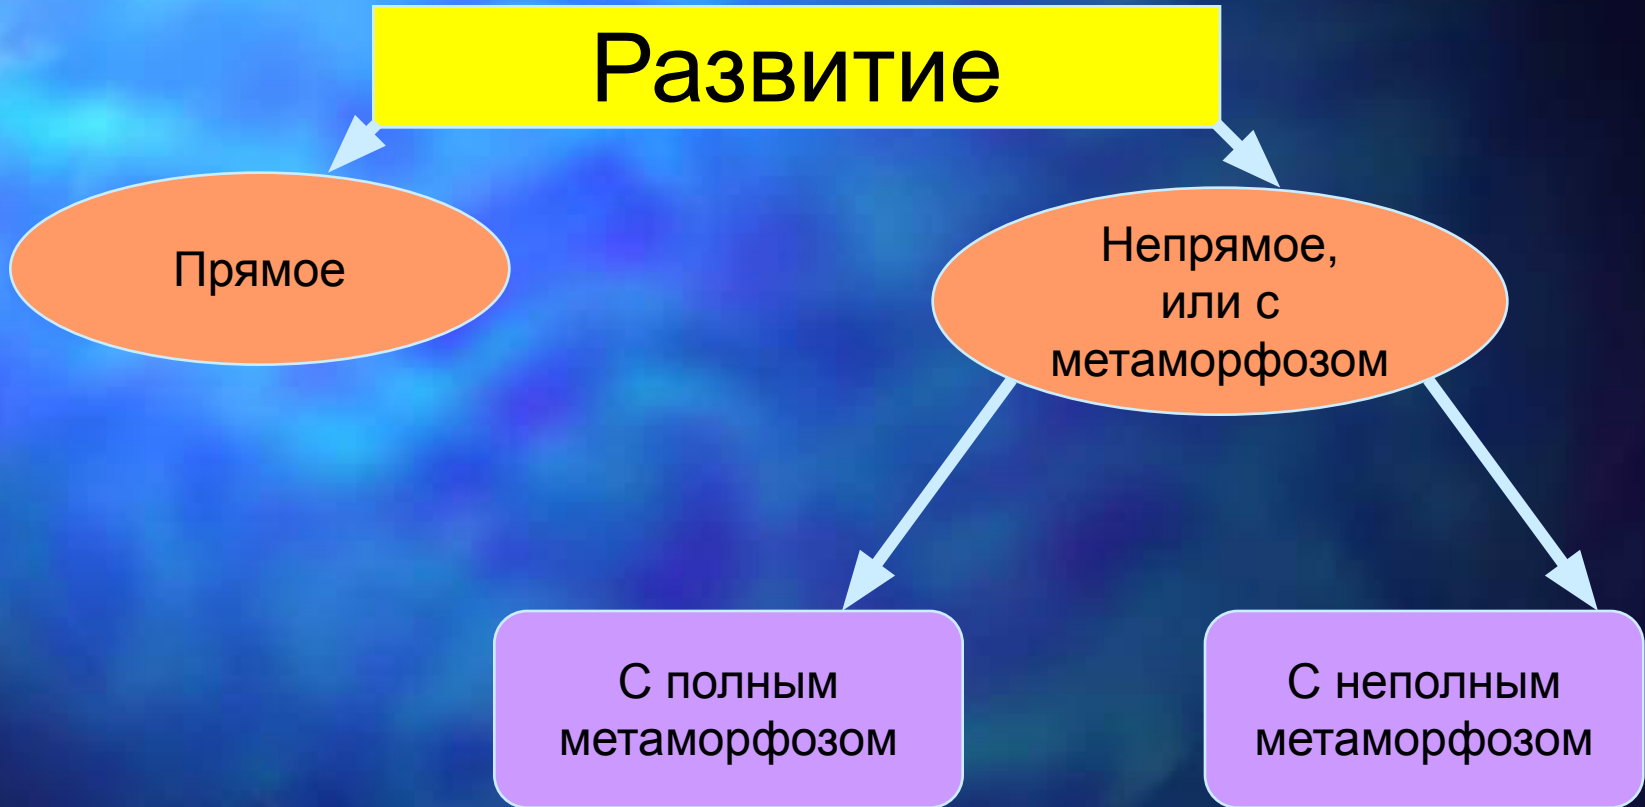 Развитие
Прямое
Непрямое,
или с
метаморфозом
С полным
метаморфозом
С неполным
метаморфозом